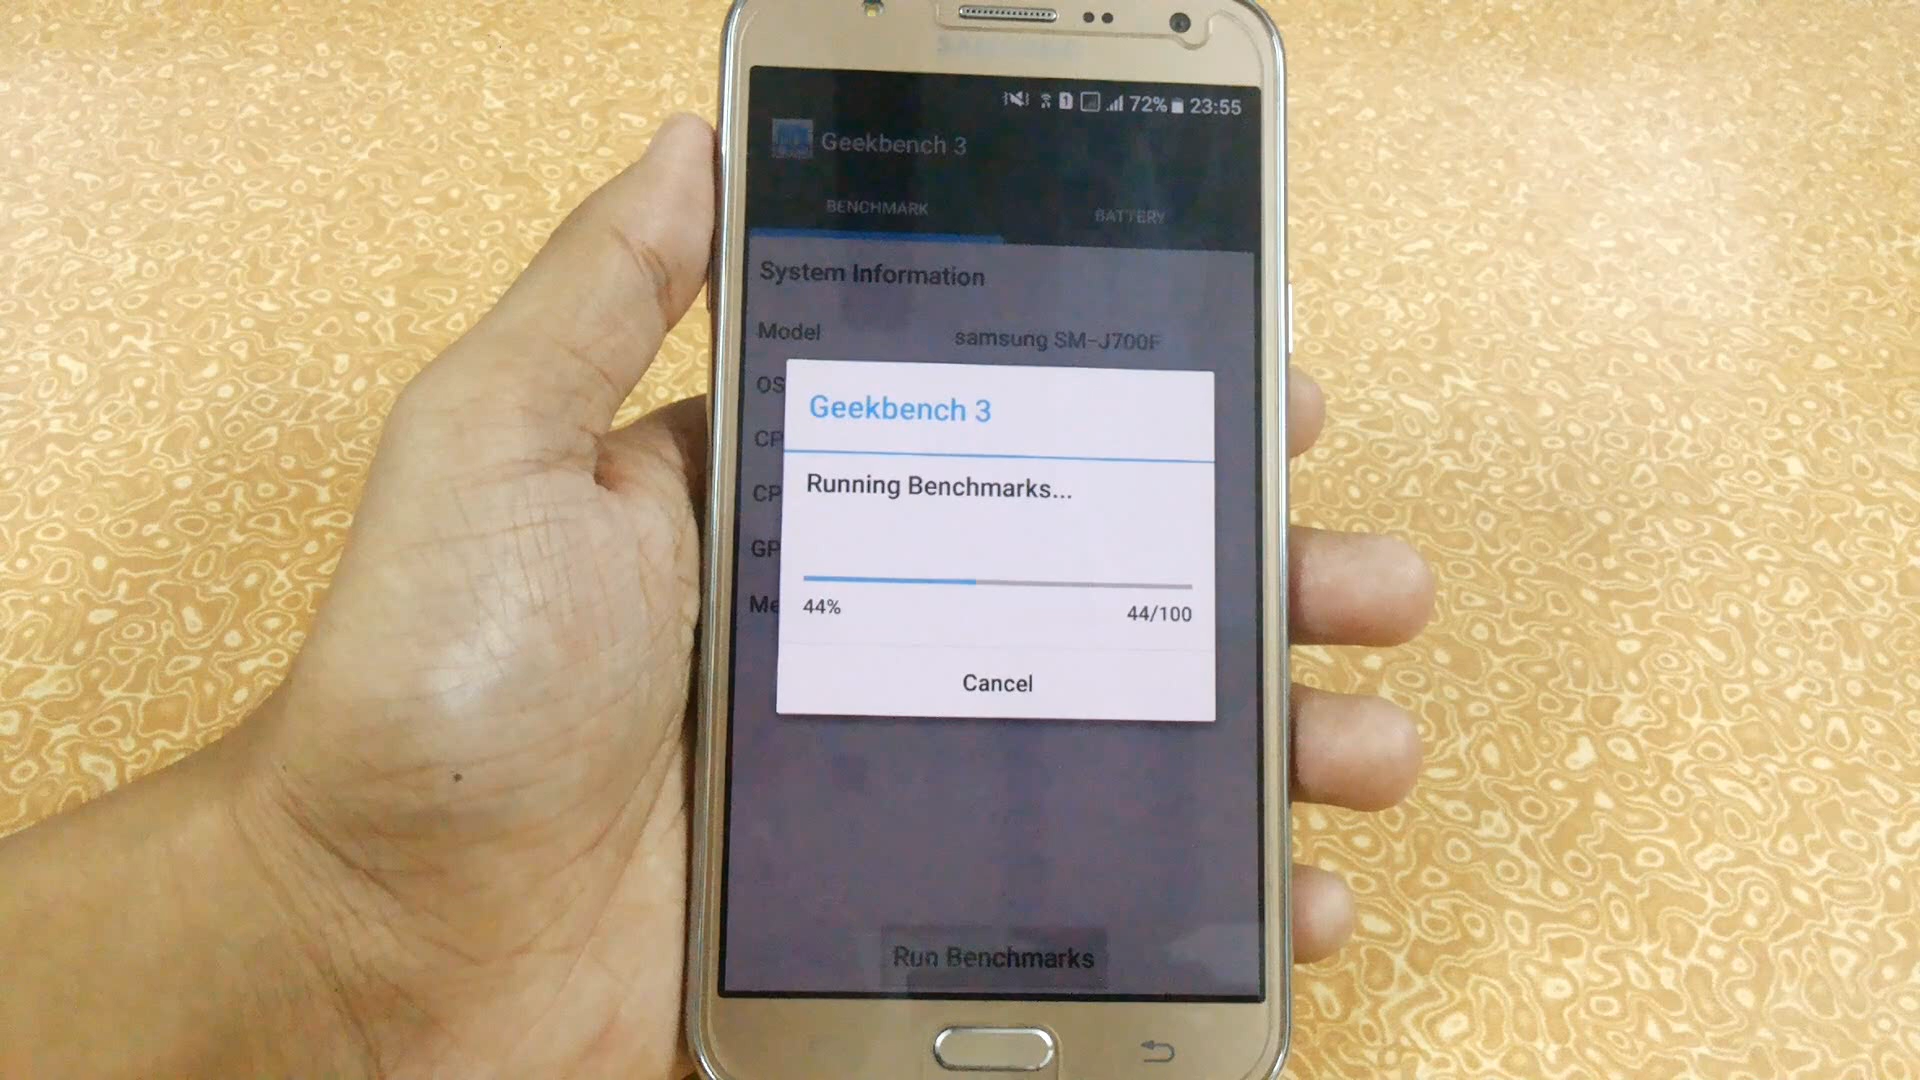 72% 23:55
Geekbench 3
BENCHMARK BATTERY
System Information
Model samsung SM-J700F
OS
Geekbench 3
CP
Running Benchmarks...
CP
GP
Me
44% 44/100
Cancel
Run Benchmarks